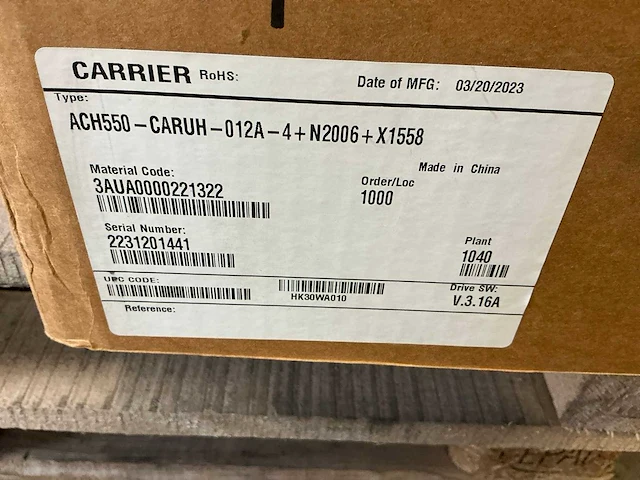 CARRIER RoHS:
Date of MFG: 03/20/2023
Type:
ACH550-CARUH-012A-4+N2006+X1558
Made in China
Material Code:
3AUA0000221322
Order/Loc
1000
Serial Number:
2231201441
Plant
1040
UPC CODE:
HK30WA010
Drive SW:
V.3.16A
Reference: